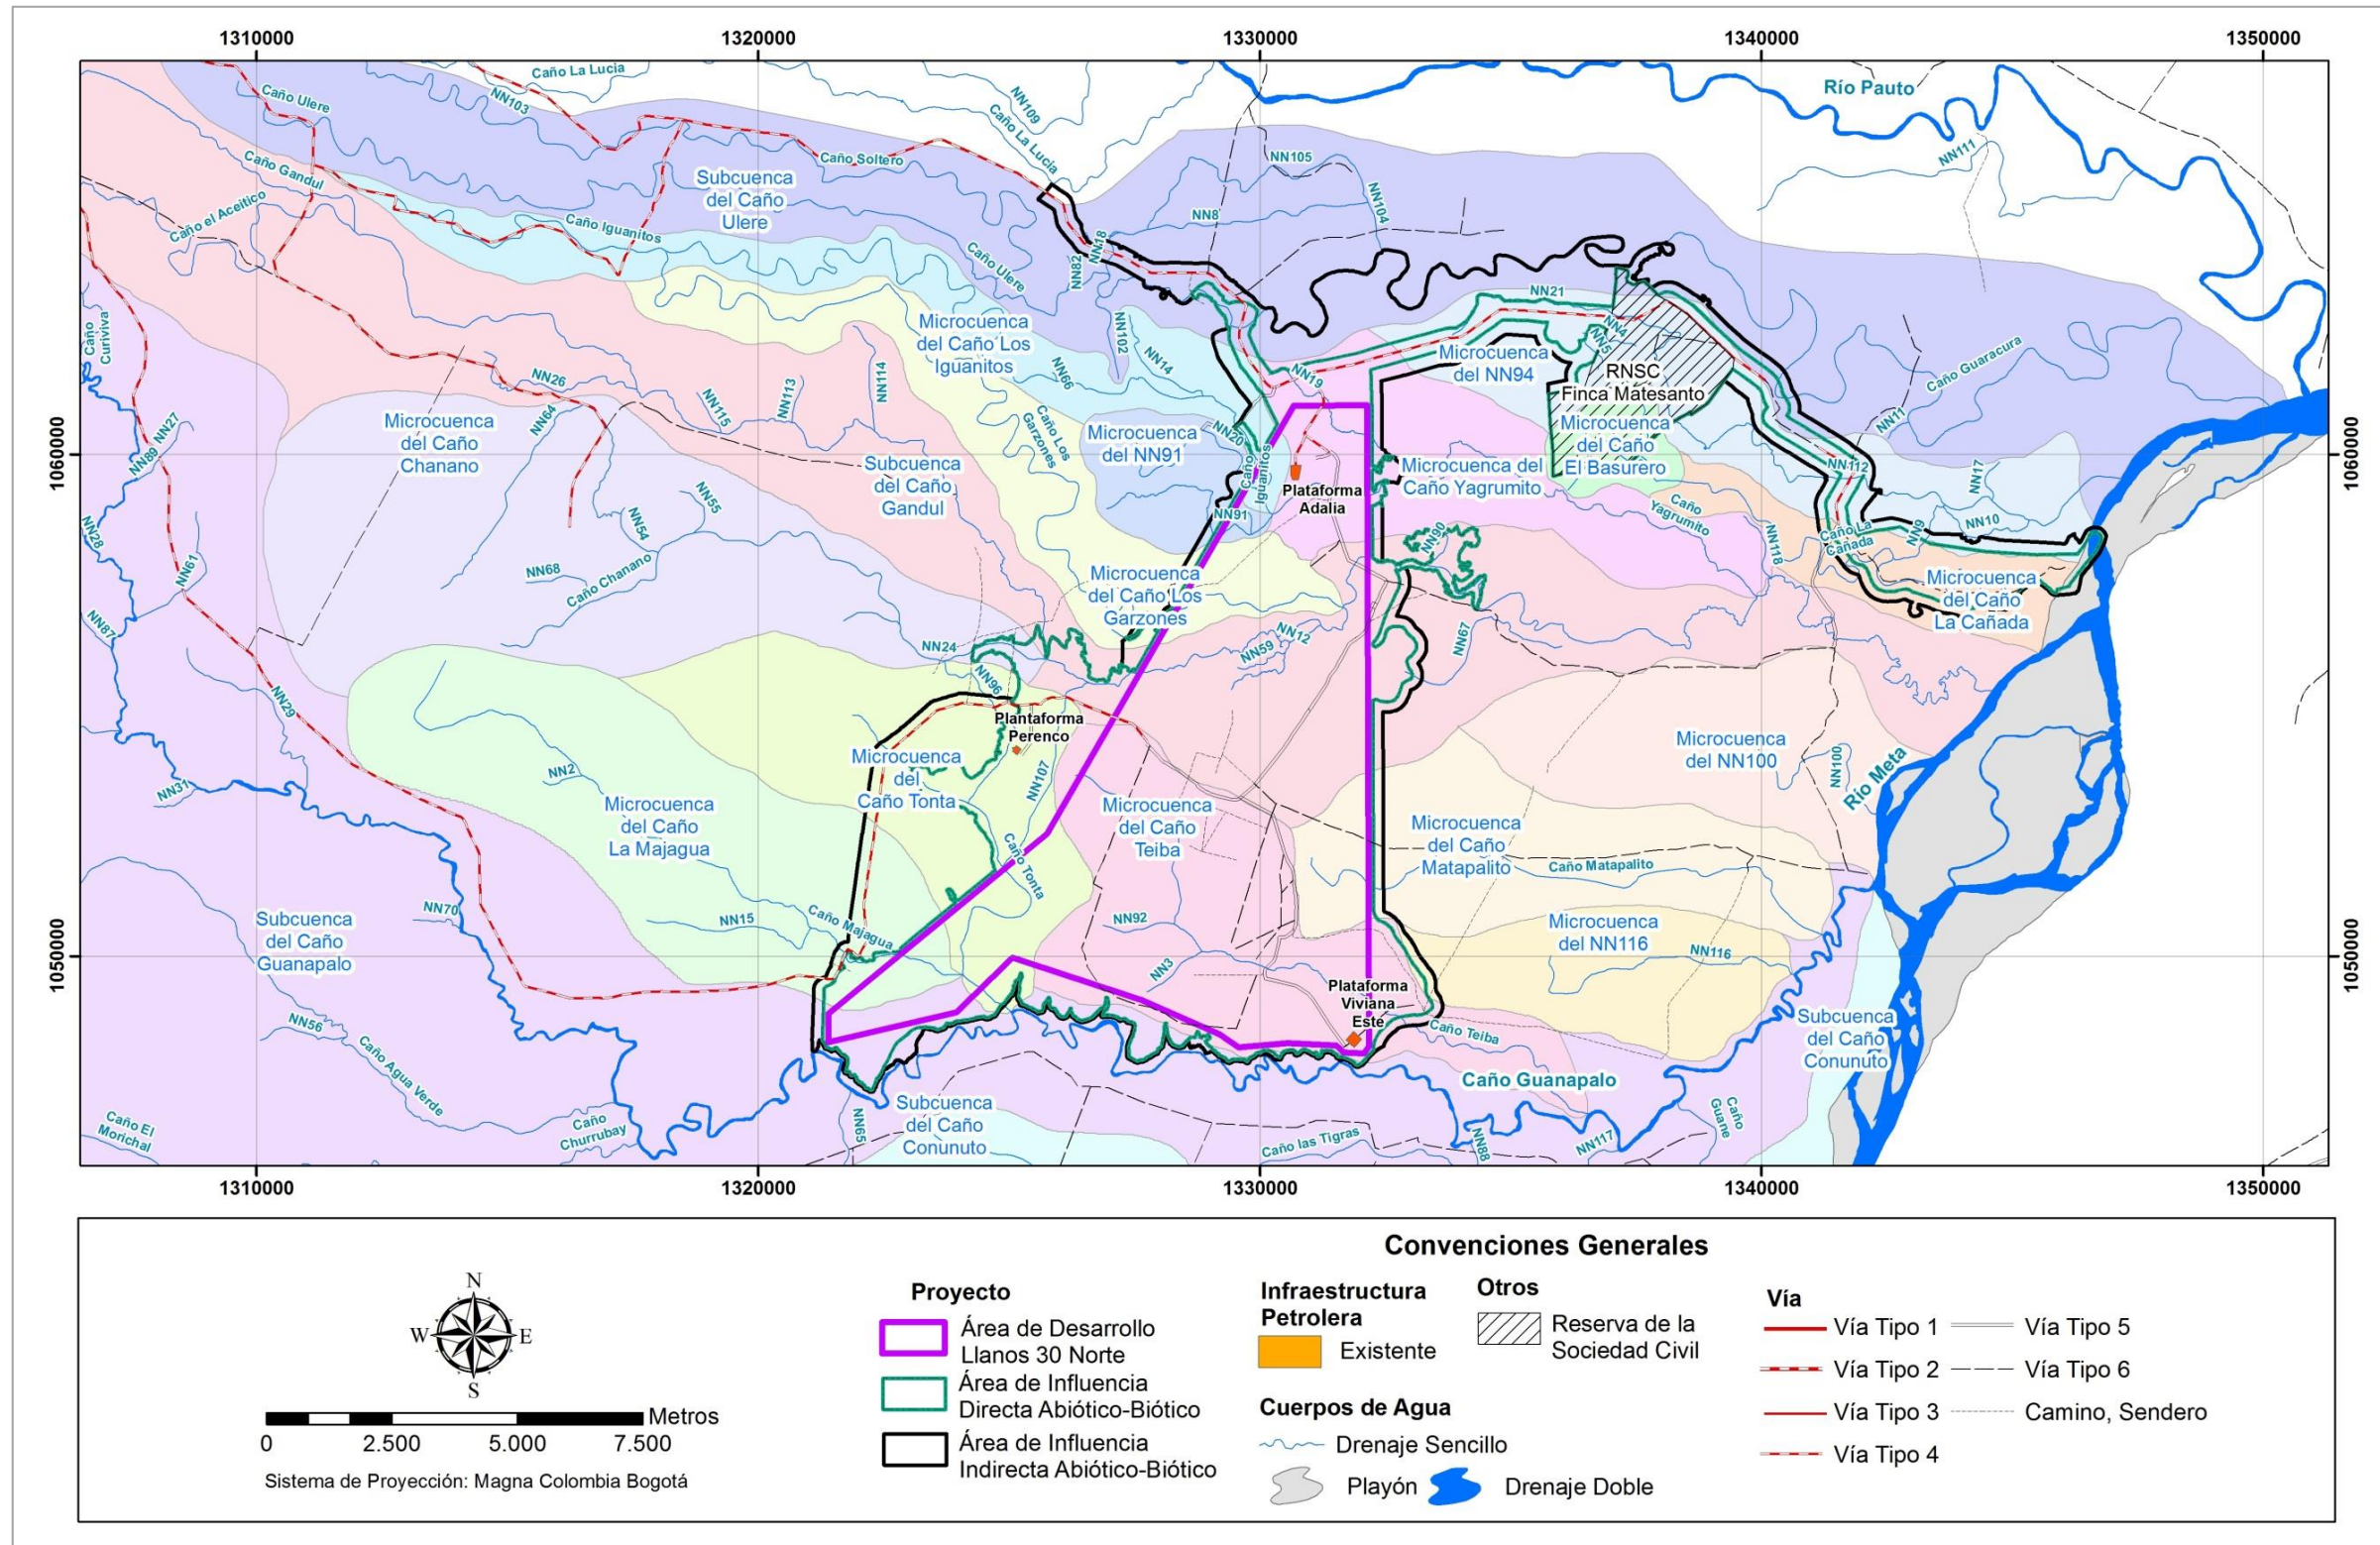 1310000
1320000
1330000
1340000
1350000
Caño La Lucia
NN103
Caño Ulere
NN109
Caño La Lucia
Río Pauto
NN111
NN105
Caño Soltero
Caño Gandul
Subcuenca
del Caño
Ulere
NN104
Caño el Aceitico
Caño Iguanitos
NN8
NN18
NN82
Caño Ulere
NN21
Caño
Curiviva
Microcuenca
del Caño Los
Iguanitos
NN102
NN14
NN66
NN4
NN5
Microcuenca
del NN94
RNSC
Finca Matesanto
Caño Guaracura
NN19
NN26
NN114
NN13
NN115
NN64
Caño Los
Garzones
NN11
Microcuenca
del Caño
Chanano
Microcuenca
del NN91
NN20
Caño
Iguanitos
Microcuenca
del Caño
El Basurero
NN27
NN89
1060000
1060000
Subcuenca
del Caño
Gandul
Microcuenca del
Caño Yagrumito
NN112
NN17
Plataforma
Adalia
NN55
NN54
NN91
NN90
Caño
Yagrumito
NN118
Caño La
Cañada
NN9
NN10
NN28
NN61
NN68
Caño Chanano
Microcuenca
del Caño Los
Garzones
Microcuenca
del Caño
La Cañada
NN87
NN24
NN12
NN59
NN67
NN96
NN29
Plantaforma
Perenco
Microcuenca
del NN100
NN100
Río Meta
Microcuenca
del
Caño Tonta
NN107
NN2
NN31
Microcuenca
del Caño
La Majagua
Microcuenca
del Caño
Teiba
Microcuenca
del Caño
Matapalito
Caño Matapalito
Caño Tonta
NN70
NN15
Caño Majagua
NN92
Subcuenca
del Caño
Guanapalo
Microcuenca
del NN116
NN116
1050000
1050000
NN3
Plataforma
Viviana
Este
NN56
Caño Agua Verde
Caño Teiba
Subcuenca
del Caño
Conunuto
Caño Guanapalo
Caño El
Morichal
Caño
Churrubay
NN65
Subcuenca
del Caño
Conunuto
Caño las Tigras
NN88
NN117
Caño
Guane
1310000
1320000
1330000
1340000
1350000
Convenciones Generales
N
W
E
S
Metros
0
2.500
5.000
7.500
Sistema de Proyección: Magna Colombia Bogotá
Proyecto
Área de Desarrollo
Llanos 30 Norte
Área de Influencia
Directa Abiótico-Biótico
Área de Influencia
Indirecta Abiótico-Biótico
Infraestructura
Petrolera
Existente
Cuerpos de Agua
Drenaje Sencillo
Playón
Drenaje Doble
Otros
Reserva de la
Sociedad Civil
Vía
Vía Tipo 1
Vía Tipo 2
Vía Tipo 3
Vía Tipo 4
Vía Tipo 5
Vía Tipo 6
Camino, Sendero